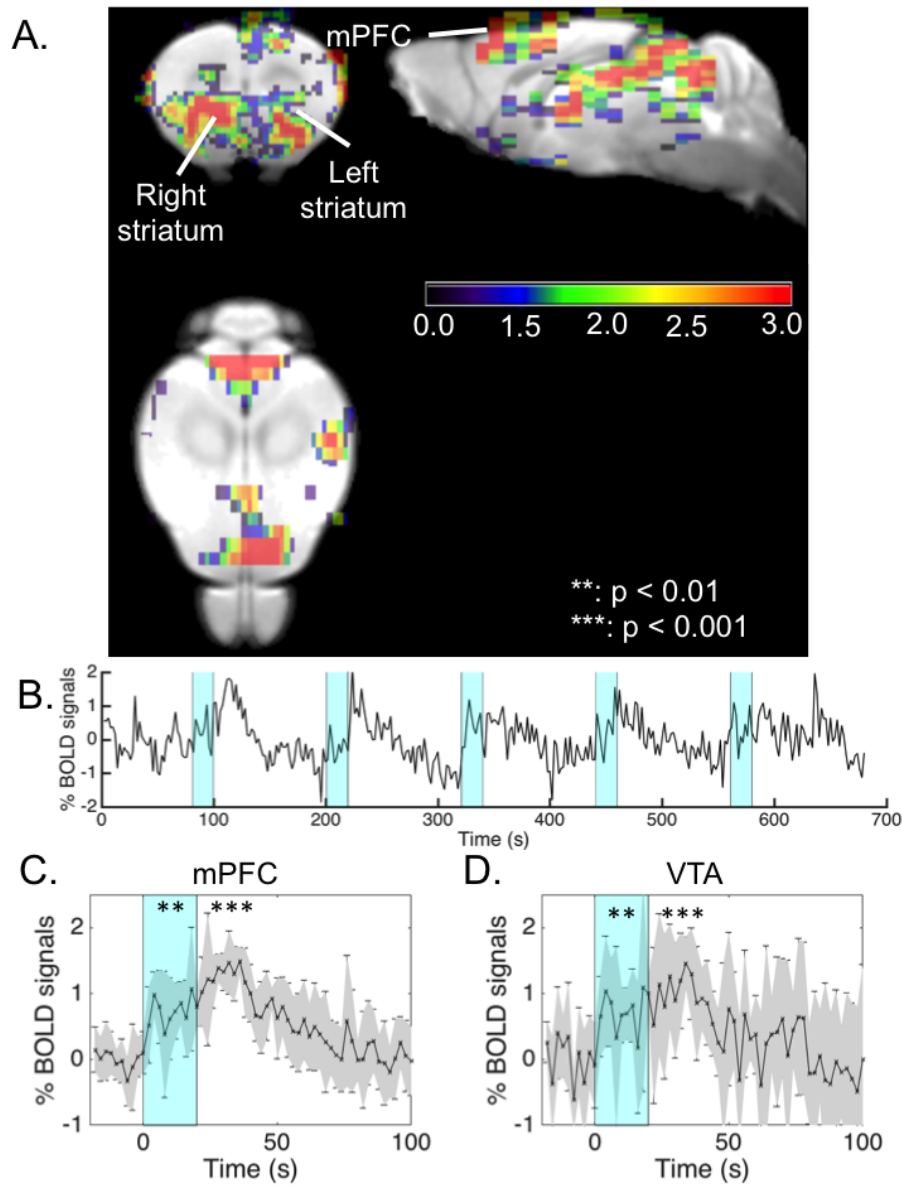 A.
mPFC
Right
striatum
Left
striatum
0.0 1.5 2.0 2.5 3.0
**: p < 0.01
***: p < 0.001
B.
% BOLD signals
2
1
0
-1
-2
0 100 200 300 400 500 600 700
Time (s)
C.
mPFC
% BOLD signals
** ***
2
1
0
-1
0 50 100
Time (s)
D.
VTA
% BOLD signals
** ***
2
1
0
-1
0 50 100
Time (s)